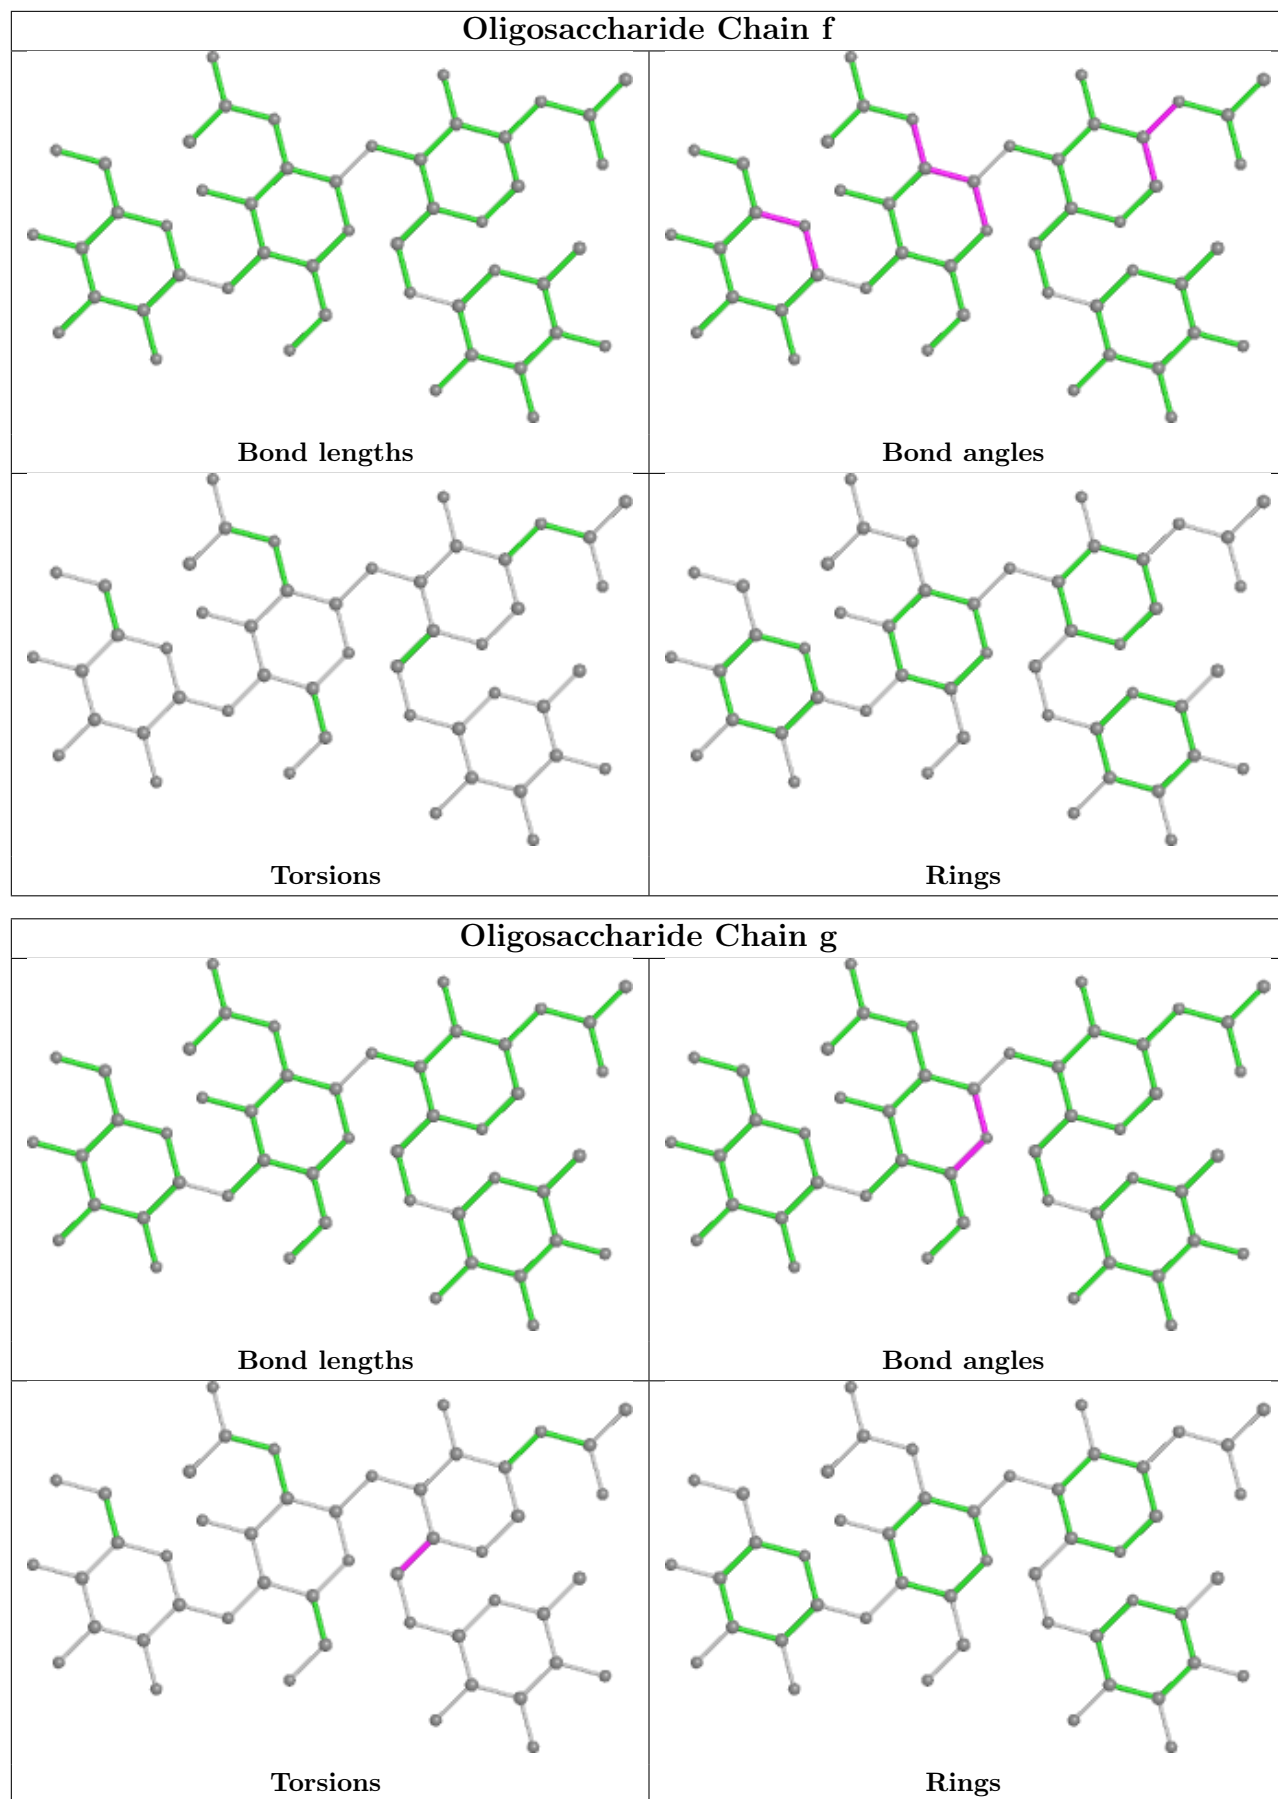 Oligosaccharide Chain f
Bond lengths
Bond angles
Torsions
Rings
Oligosaccharide Chain g
Bond lengths
Bond angles
Torsions
Rings